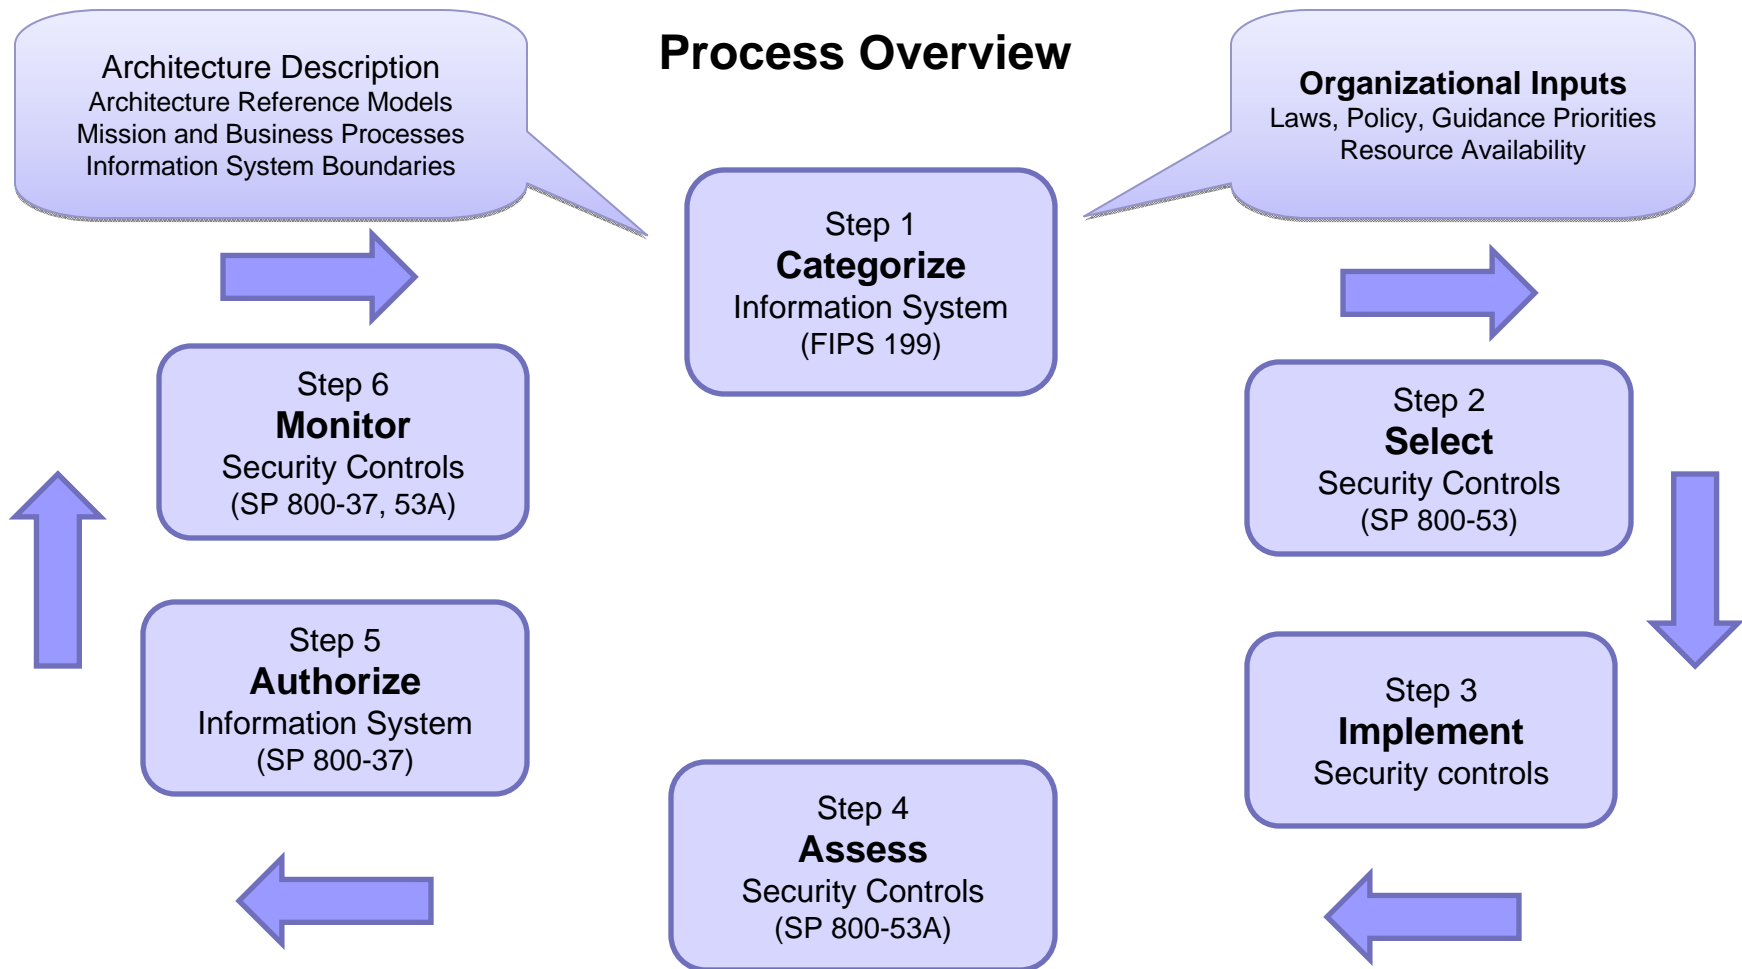 Process Overview
Architecture Description
Architecture Reference Models
Mission and Business Processes
Information System Boundaries
Organizational Inputs
Laws, Policy, Guidance Priorities
Resource Availability
Step 1
Categorize
Information System
(FIPS 199)
Step 2
Select
Security Controls
(SP 800-53)
Step 3
Implement
Security controls
Step 4
Assess
Security Controls
(SP 800-53A)
Step 5
Authorize
Information System
(SP 800-37)
Step 6
Monitor
Security Controls
(SP 800-37, 53A)